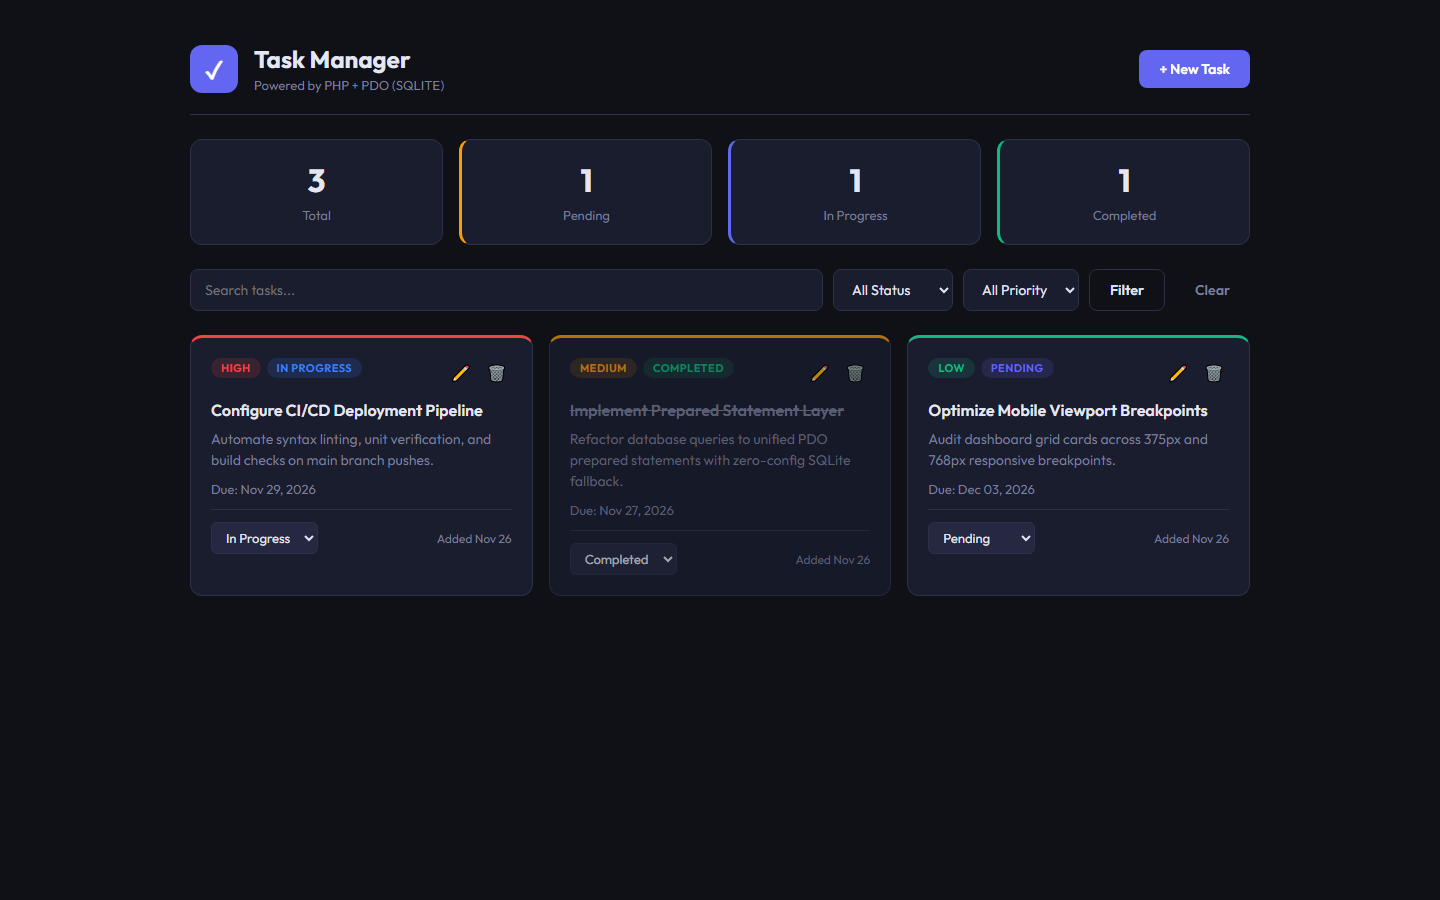 Task Manager
Powered by PHP + PDO (SQLITE)
+ New Task
3
Total
1
Pending
1
In Progress
1
Completed
Search tasks...
All Status
All Priority
Filter
Clear
HIGH
IN PROGRESS
Configure CI/CD Deployment Pipeline
Automate syntax linting, unit verification, and
build checks on main branch pushes.
Due: Nov 29, 2026
In Progress
Added Nov 26
MEDIUM
COMPLETED
Implement Prepared Statement Layer
Refactor database queries to unified PDO
prepared statements with zero-config SQLite
fallback.
Due: Nov 27, 2026
Completed
Added Nov 26
LOW
PENDING
Optimize Mobile Viewport Breakpoints
Audit dashboard grid cards across 375px and
768px responsive breakpoints.
Due: Dec 03, 2026
Pending
Added Nov 26